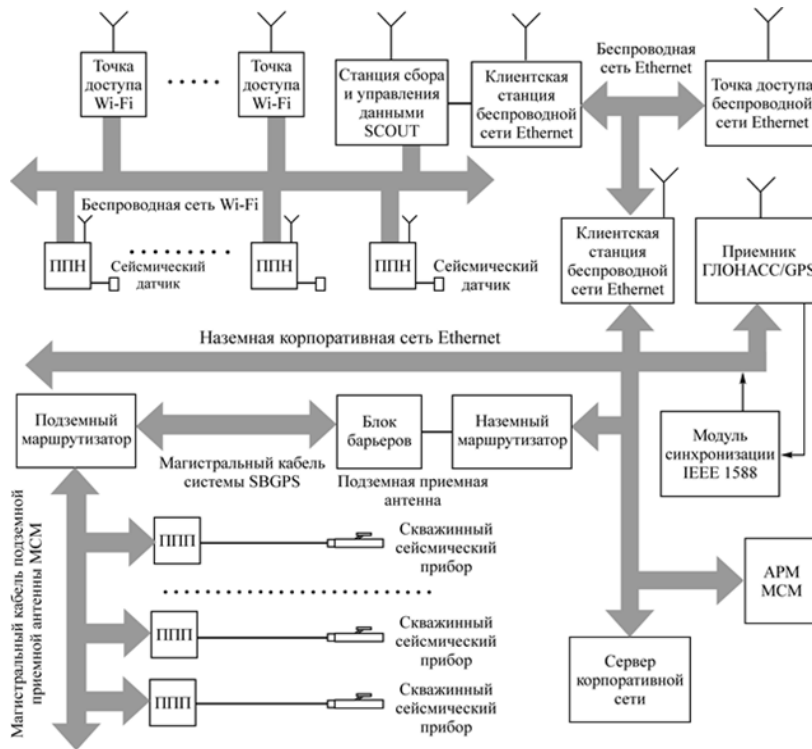 Точка
доступа
Wi-Fi
Точка
доступа
Wi-Fi
Станция сбора
и управления
данными
SCOUT
Клиентская
станция
беспроводной
сети Ethernet
Беспроводная
сеть Ethernet
Точка доступа
беспроводной
сети Ethernet
Беспроводная сеть Wi-Fi
ППН
Сейсмический
датчик
ППН
ППН
Сейсмический
датчик
Клиентская
станция
беспроводной
сети Ethernet
Приемник
ГЛОНАСС/GPS
Наземная корпоративная сеть Ethernet
Подземный
маршрутизатор
Магистральный кабель
системы SBGPS
Блок
барьеров
Наземный
маршрутизатор
Подземная приемная
антенна
Модуль
синхронизации
IEEE 1588
Магистральный кабель подземной
приемной антенны МСМ
ППП
Скважинный
сейсмический
прибор
ППП
Скважинный
сейсмический
прибор
ППП
Скважинный
сейсмический
прибор
АРМ
МСМ
Сервер
корпоративной
сети